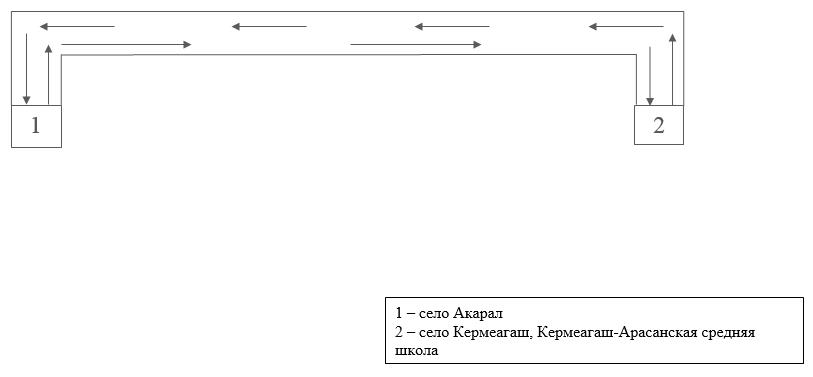 1
2
1 – село Акарал
2 – село Кермеагаш, Кермеагаш-Арасанская средняя
школа